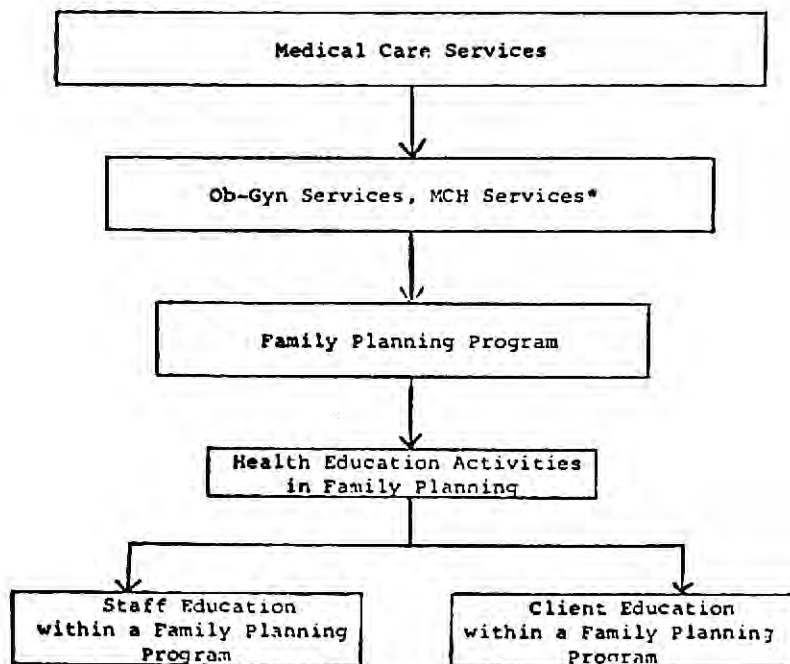 Medical Care Services
Ob-Gyn Services, MCH Services*
Family Planning Program
Health Education Activities
in Family Planning
Staff Education
within a Family Planning
Program
Client Education
within a Family Planning
Program